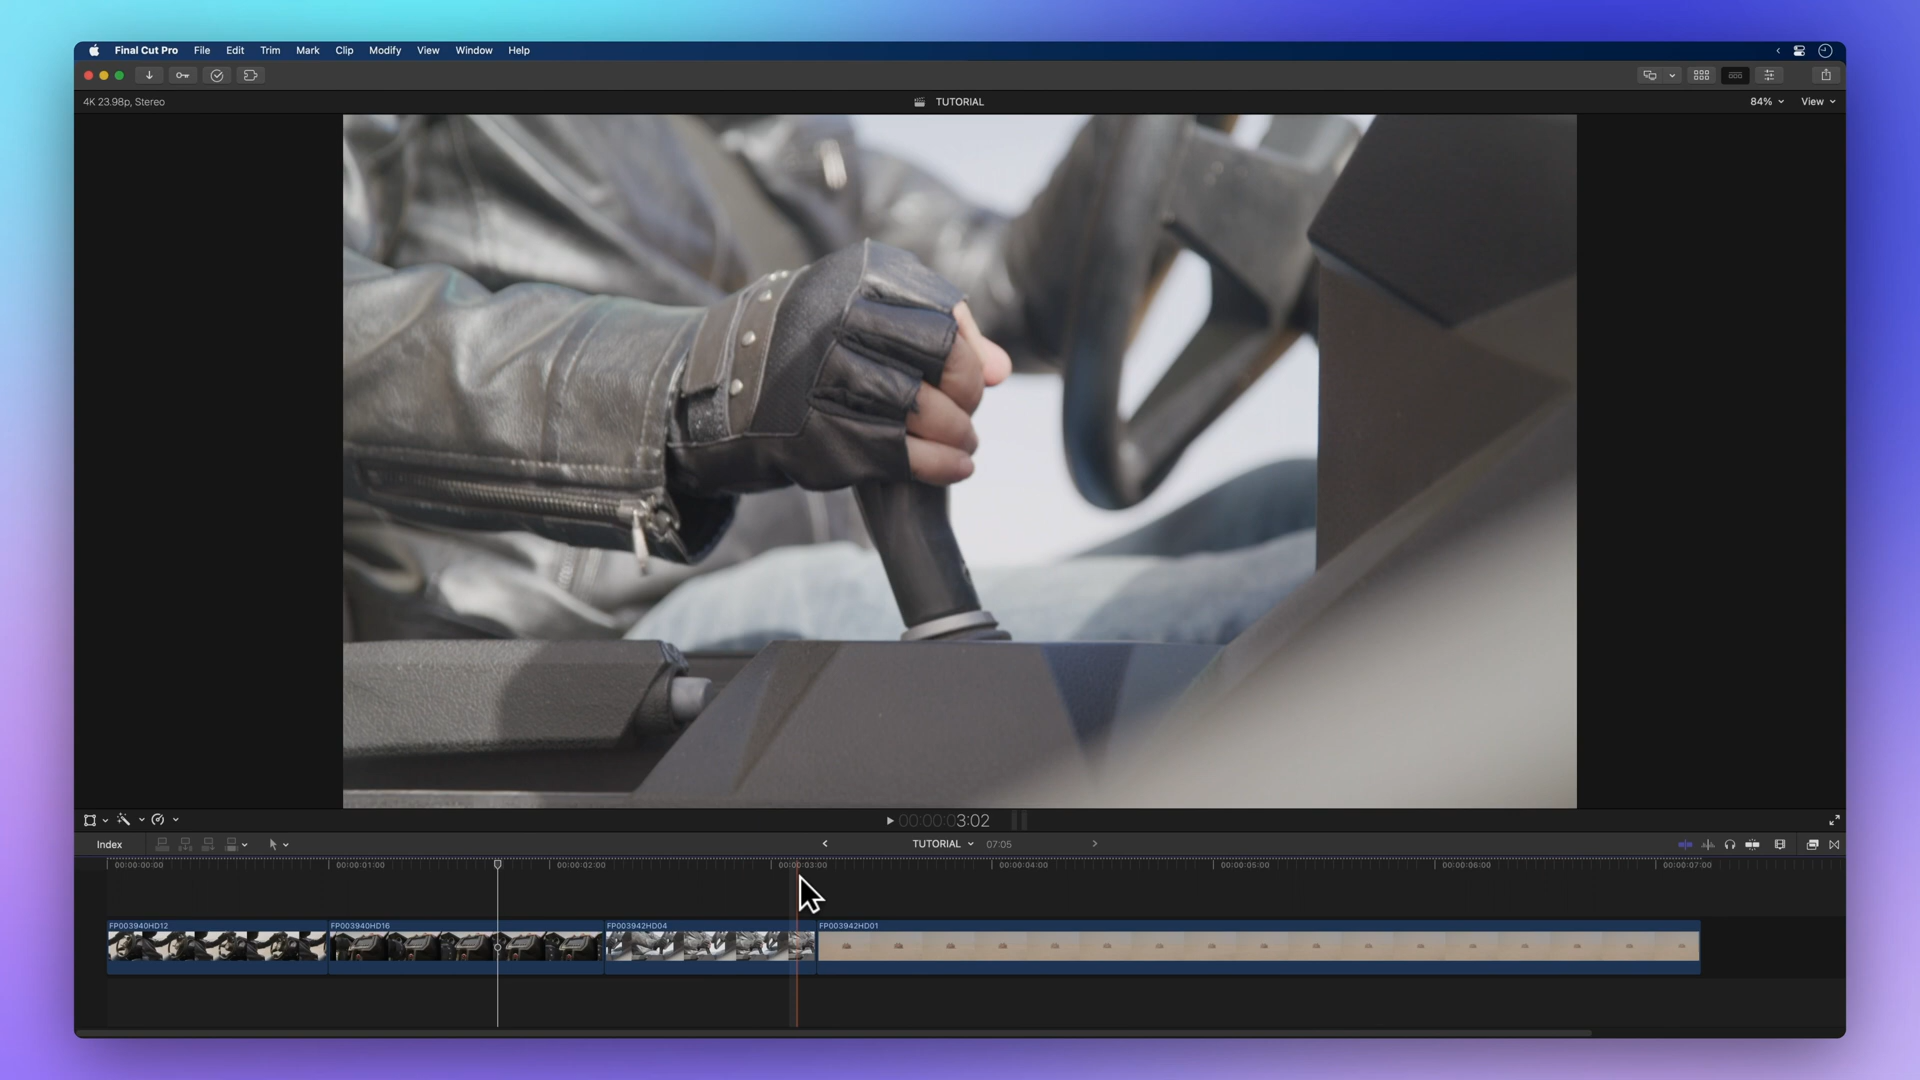 Final Cut Pro File Edit Trim Mark Clip Modify View Window Help
4K 23.98p, Stereo
TUTORIAL
84% View
00:00:03:02
Index
TUTORIAL 07:05
00:00:00:00 00:00:01:00 00:00:02:00 00:00:03:00 00:00:04:00 00:00:05:00 00:00:06:00 00:00:07:00
FP003940HD12 FP003940HD16 FP003942HD04 FP003942HD01